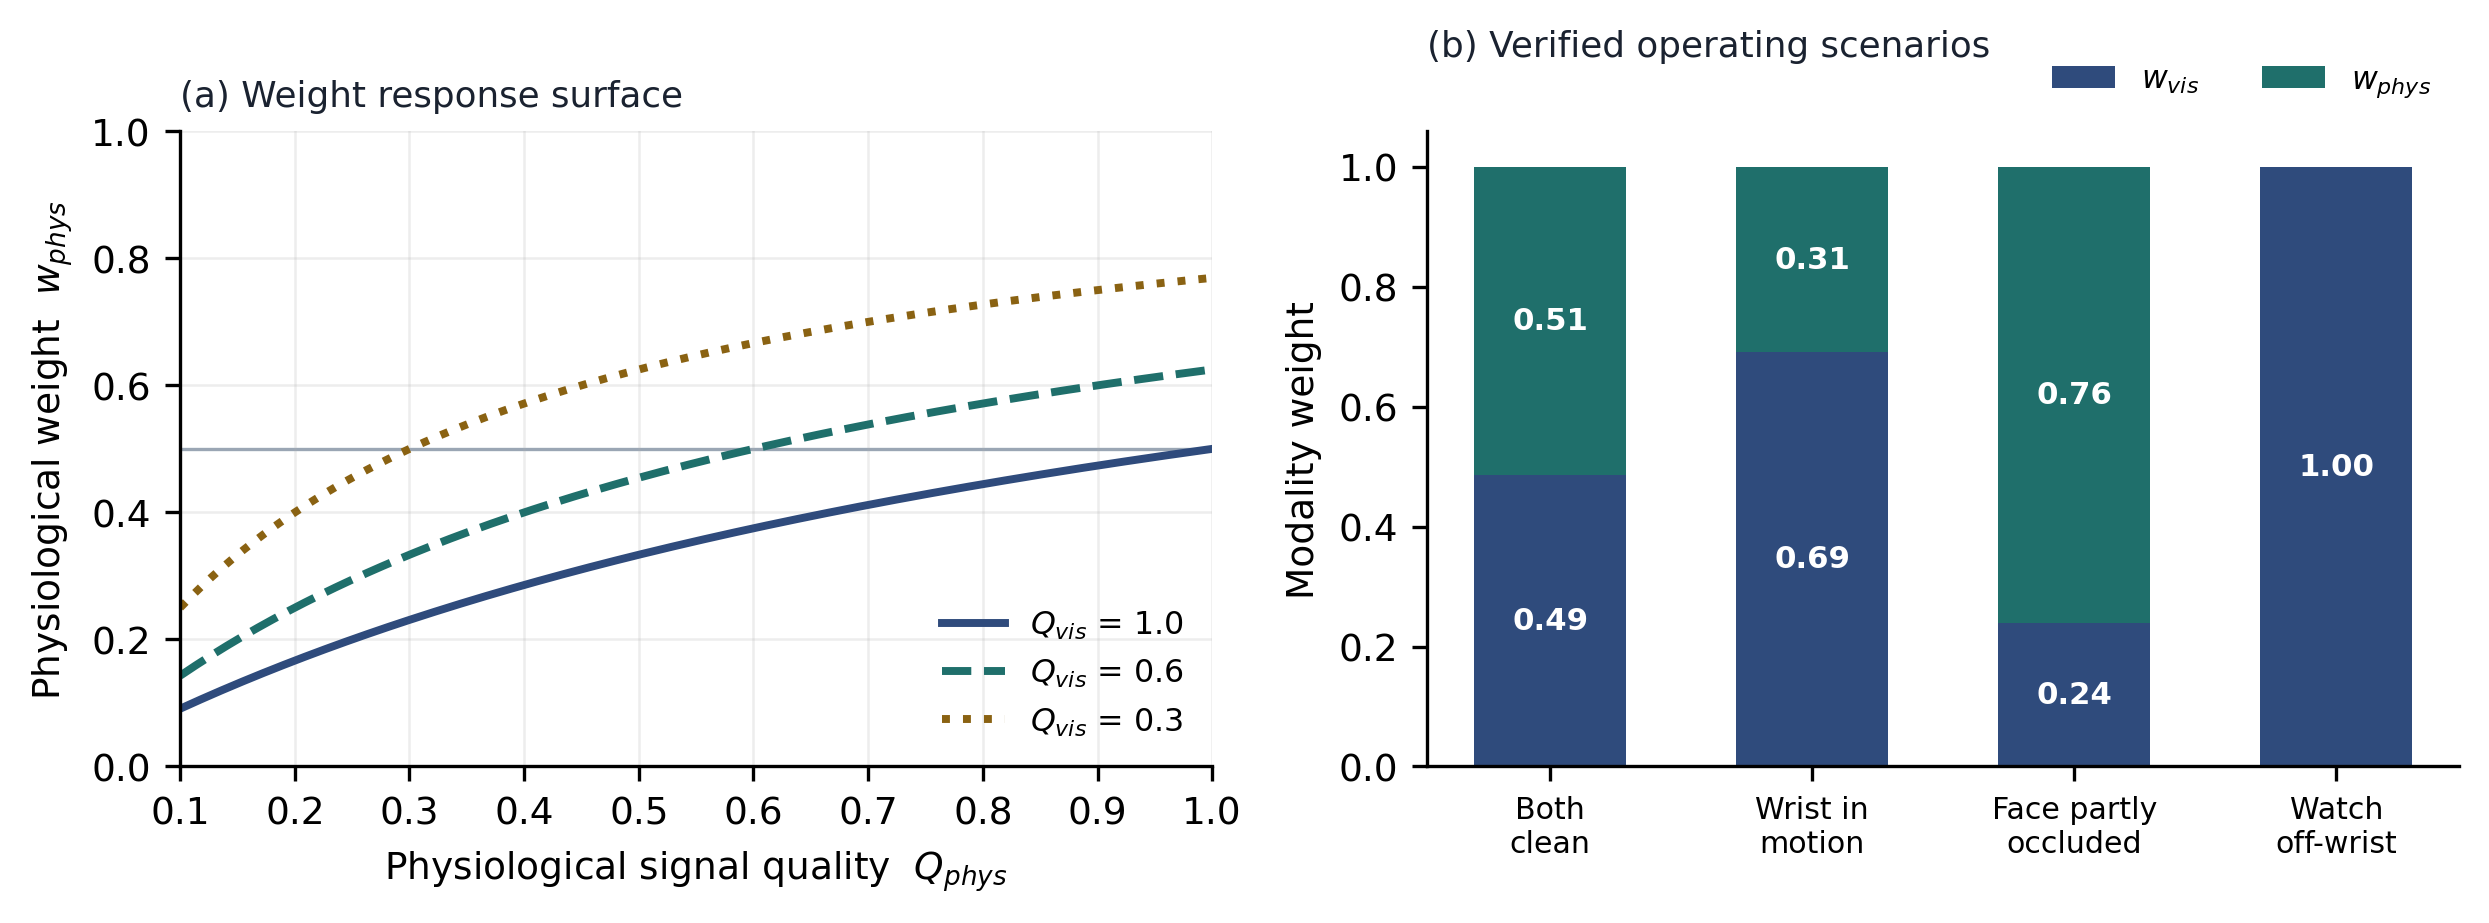 (a) Weight response surface
Physiological weight w_phys
1.0
0.8
0.6
0.4
0.2
0.0
0.1 0.2 0.3 0.4 0.5 0.6 0.7 0.8 0.9 1.0
Physiological signal quality Q_phys
Q_vis = 1.0
Q_vis = 0.6
Q_vis = 0.3
(b) Verified operating scenarios
w_vis w_phys
Modality weight
1.0
0.8
0.6
0.4
0.2
0.0
0.51
0.49
0.31
0.69
0.76
0.24
1.00
Both
clean
Wrist in
motion
Face partly
occluded
Watch
off-wrist